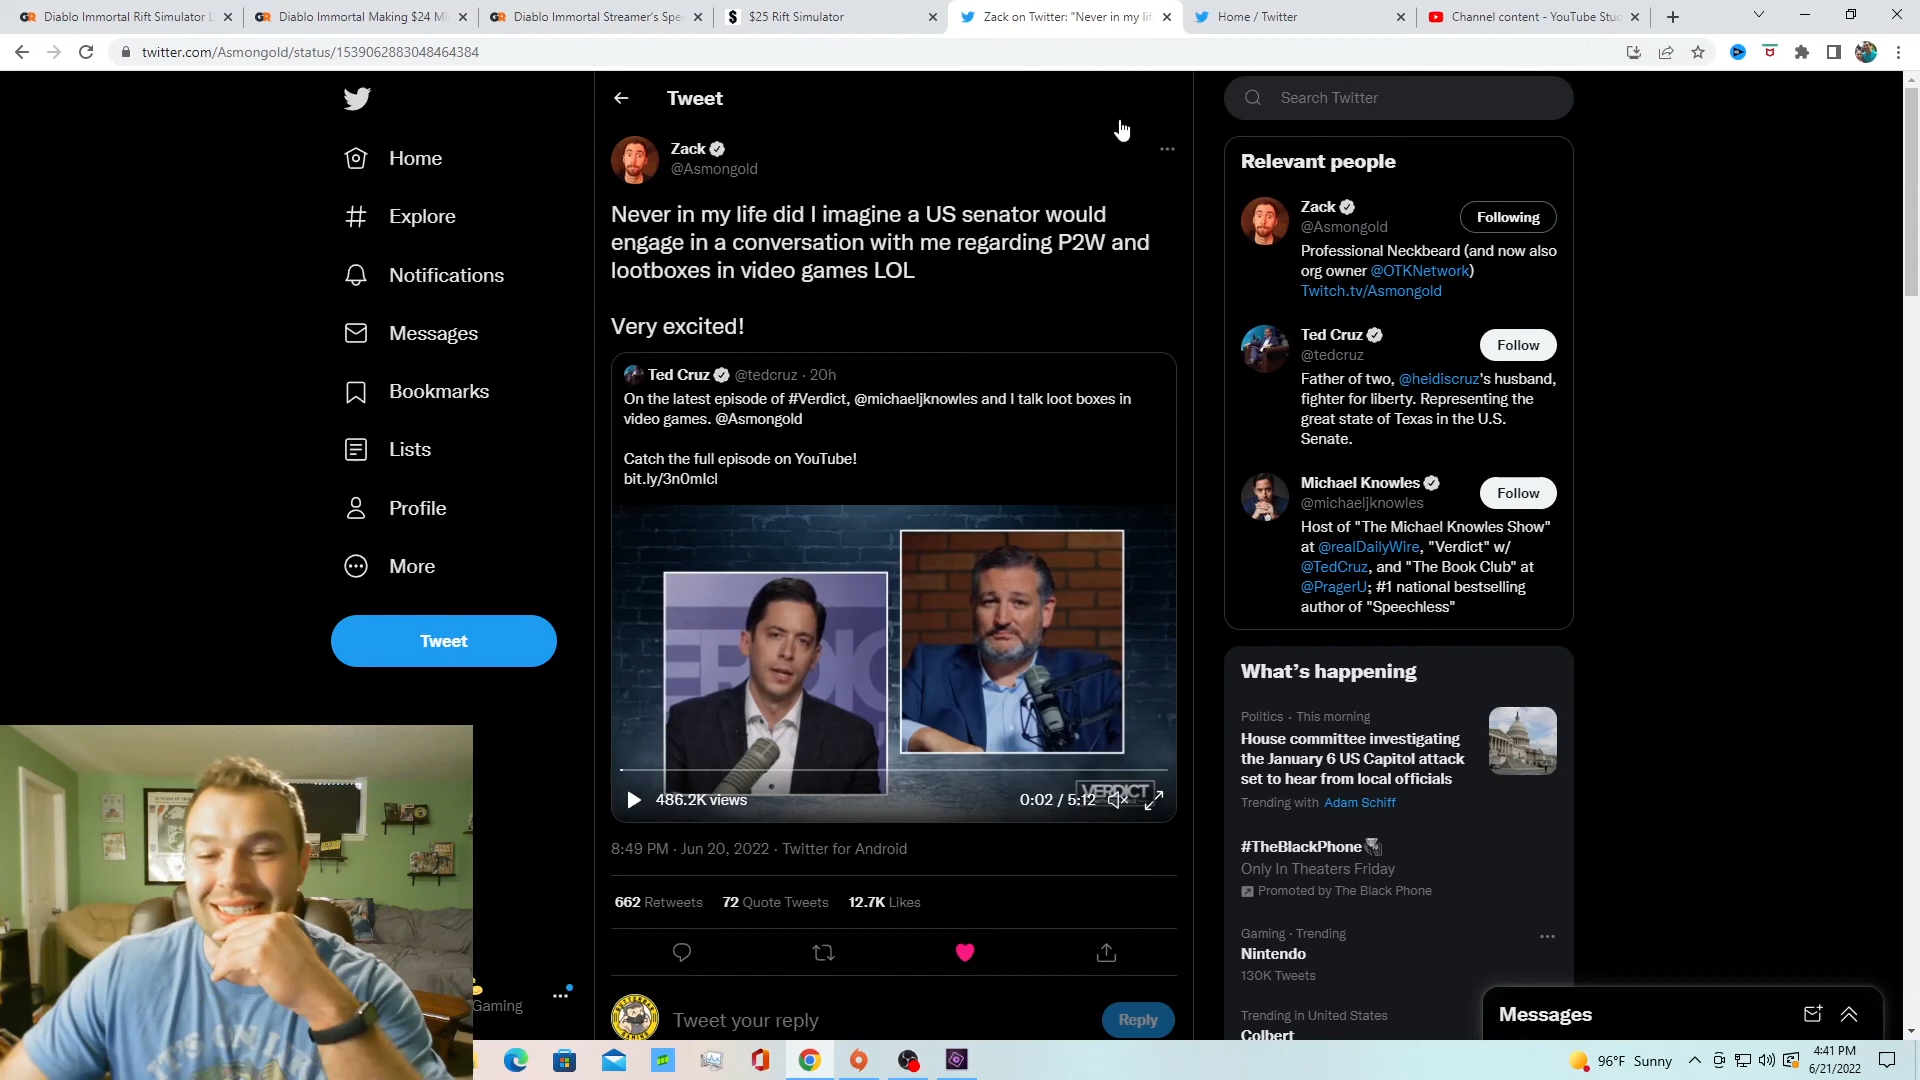 Diablo Immortal Rift Simulator L
Diablo Immortal Making $24 Mi
Diablo Immortal Streamer's Spe
$25 Rift Simulator
Zack on Twitter: "Never in my lif
Home / Twitter
Channel content - YouTube Stud
twitter.com/Asmongold/status/1539062883048464384
Home
Explore
Notifications
Messages
Bookmarks
Lists
Profile
More
Tweet
Gaming
Tweet
Zack
@Asmongold
Never in my life did I imagine a US senator would
engage in a conversation with me regarding P2W and
lootboxes in video games LOL
Very excited!
Ted Cruz @tedcruz · 20h
On the latest episode of #Verdict, @michaeljknowles and I talk loot boxes in
video games. @Asmongold
Catch the full episode on YouTube!
bit.ly/3n0mIcl
VERDICT
486.2K views
0:02 / 5:12
8:49 PM · Jun 20, 2022 · Twitter for Android
662 Retweets 72 Quote Tweets 12.7K Likes
Tweet your reply
Reply
Search Twitter
Relevant people
Zack
@Asmongold
Following
Professional Neckbeard (and now also
org owner @OTKNetwork)
Twitch.tv/Asmongold
Ted Cruz
@tedcruz
Follow
Father of two, @heidiscruz's husband,
fighter for liberty. Representing the
great state of Texas in the U.S.
Senate.
Michael Knowles
@michaeljknowles
Follow
Host of "The Michael Knowles Show"
at @realDailyWire, "Verdict" w/
@TedCruz, and "The Book Club" at
@PragerU; #1 national bestselling
author of "Speechless"
What's happening
Politics · This morning
House committee investigating
the January 6 US Capitol attack
set to hear from local officials
Trending with Adam Schiff
#TheBlackPhone
Only In Theaters Friday
Promoted by The Black Phone
Gaming · Trending
Nintendo
130K Tweets
Trending in United States
Colbert
Messages
96°F Sunny
4:41 PM
6/21/2022